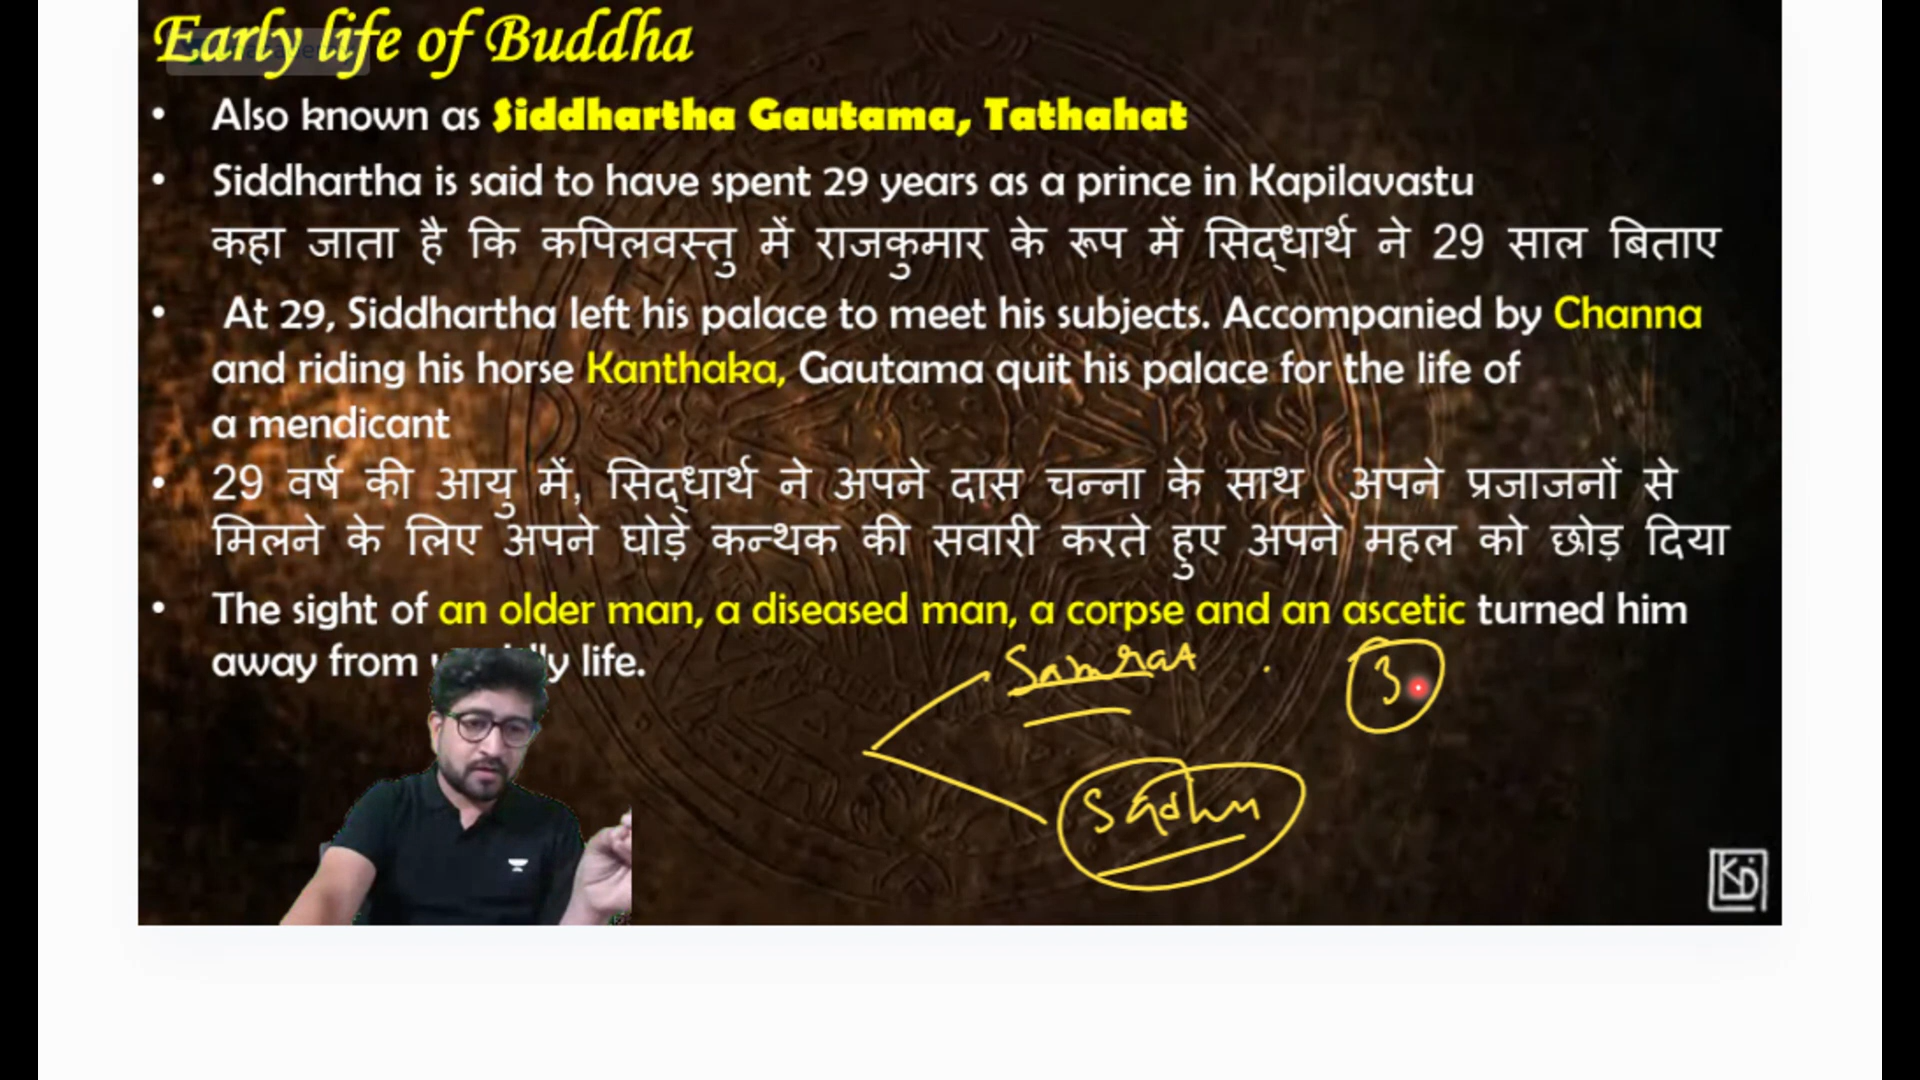 Early life of Buddha
• Also known as Siddhartha Gautama, Tathahat
• Siddhartha is said to have spent 29 years as a prince in Kapilavastu
कहा जाता है कि कपिलवस्तु में राजकुमार के रूप में सिद्धार्थ ने 29 साल बिताए
• At 29, Siddhartha left his palace to meet his subjects. Accompanied by Channa
and riding his horse Kanthaka, Gautama quit his palace for the life of
a mendicant
• 29 वर्ष की आयु में, सिद्धार्थ ने अपने दास चन्ना के साथ अपने प्रजाजनों से
मिलने के लिए अपने घोड़े कन्थक की सवारी करते हुए अपने महल को छोड़ दिया
• The sight of an older man, a diseased man, a corpse and an ascetic turned him
away from life.
Samrat
3
Sadhu
KD